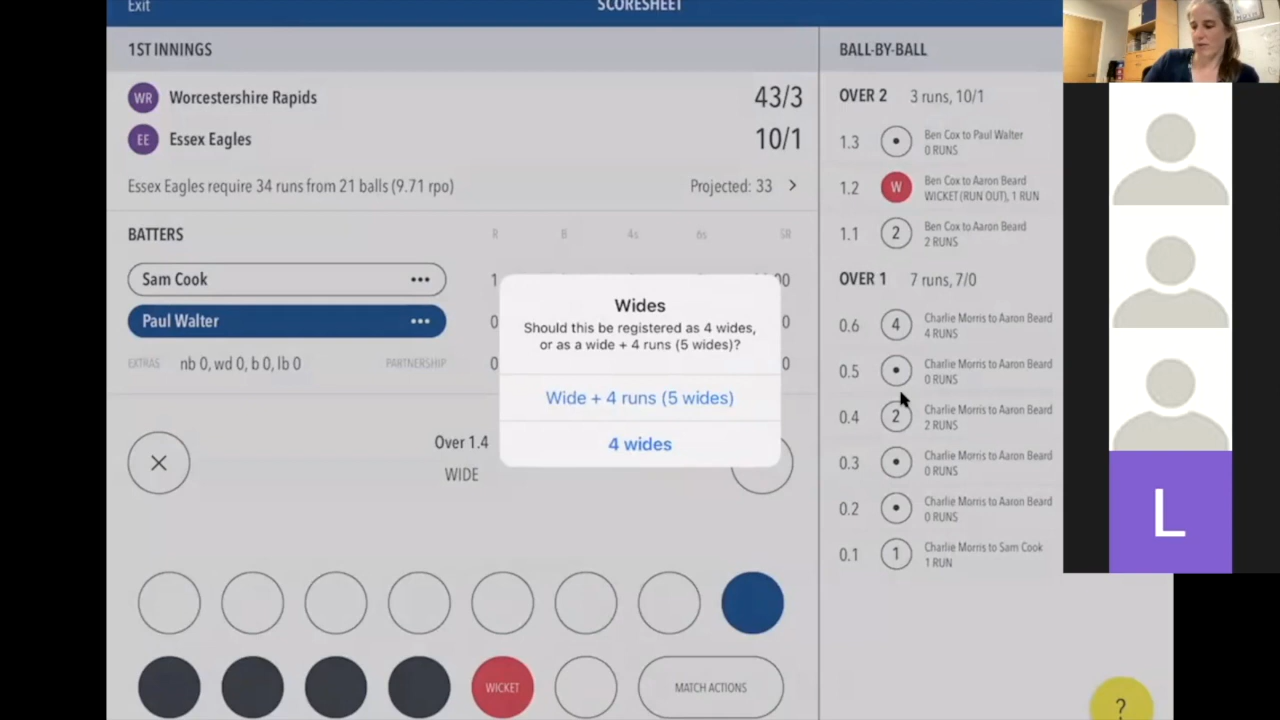 Exit
SCORESHEET
1ST INNINGS
WR Worcestershire Rapids 43/3
EE Essex Eagles 10/1
Essex Eagles require 34 runs from 21 balls (9.71 rpo) Projected: 33
BATTERS R B 4s 6s SR
Sam Cook ••• 1
Paul Walter ••• 0
EXTRAS nb 0, wd 0, b 0, lb 0 PARTNERSHIP
Wides
Should this be registered as 4 wides,
or as a wide + 4 runs (5 wides)?
Wide + 4 runs (5 wides)
4 wides
Over 1.4
WIDE
WICKET
MATCH ACTIONS
BALL-BY-BALL
OVER 2 3 runs, 10/1
1.3 Ben Cox to Paul Walter
0 RUNS
1.2 W Ben Cox to Aaron Beard
WICKET (RUN OUT), 1 RUN
1.1 2 Ben Cox to Aaron Beard
2 RUNS
OVER 1 7 runs, 7/0
0.6 4 Charlie Morris to Aaron Beard
4 RUNS
0.5 Charlie Morris to Aaron Beard
0 RUNS
0.4 2 Charlie Morris to Aaron Beard
2 RUNS
0.3 Charlie Morris to Aaron Beard
0 RUNS
0.2 Charlie Morris to Aaron Beard
0 RUNS
0.1 1 Charlie Morris to Sam Cook
1 RUN
L
?